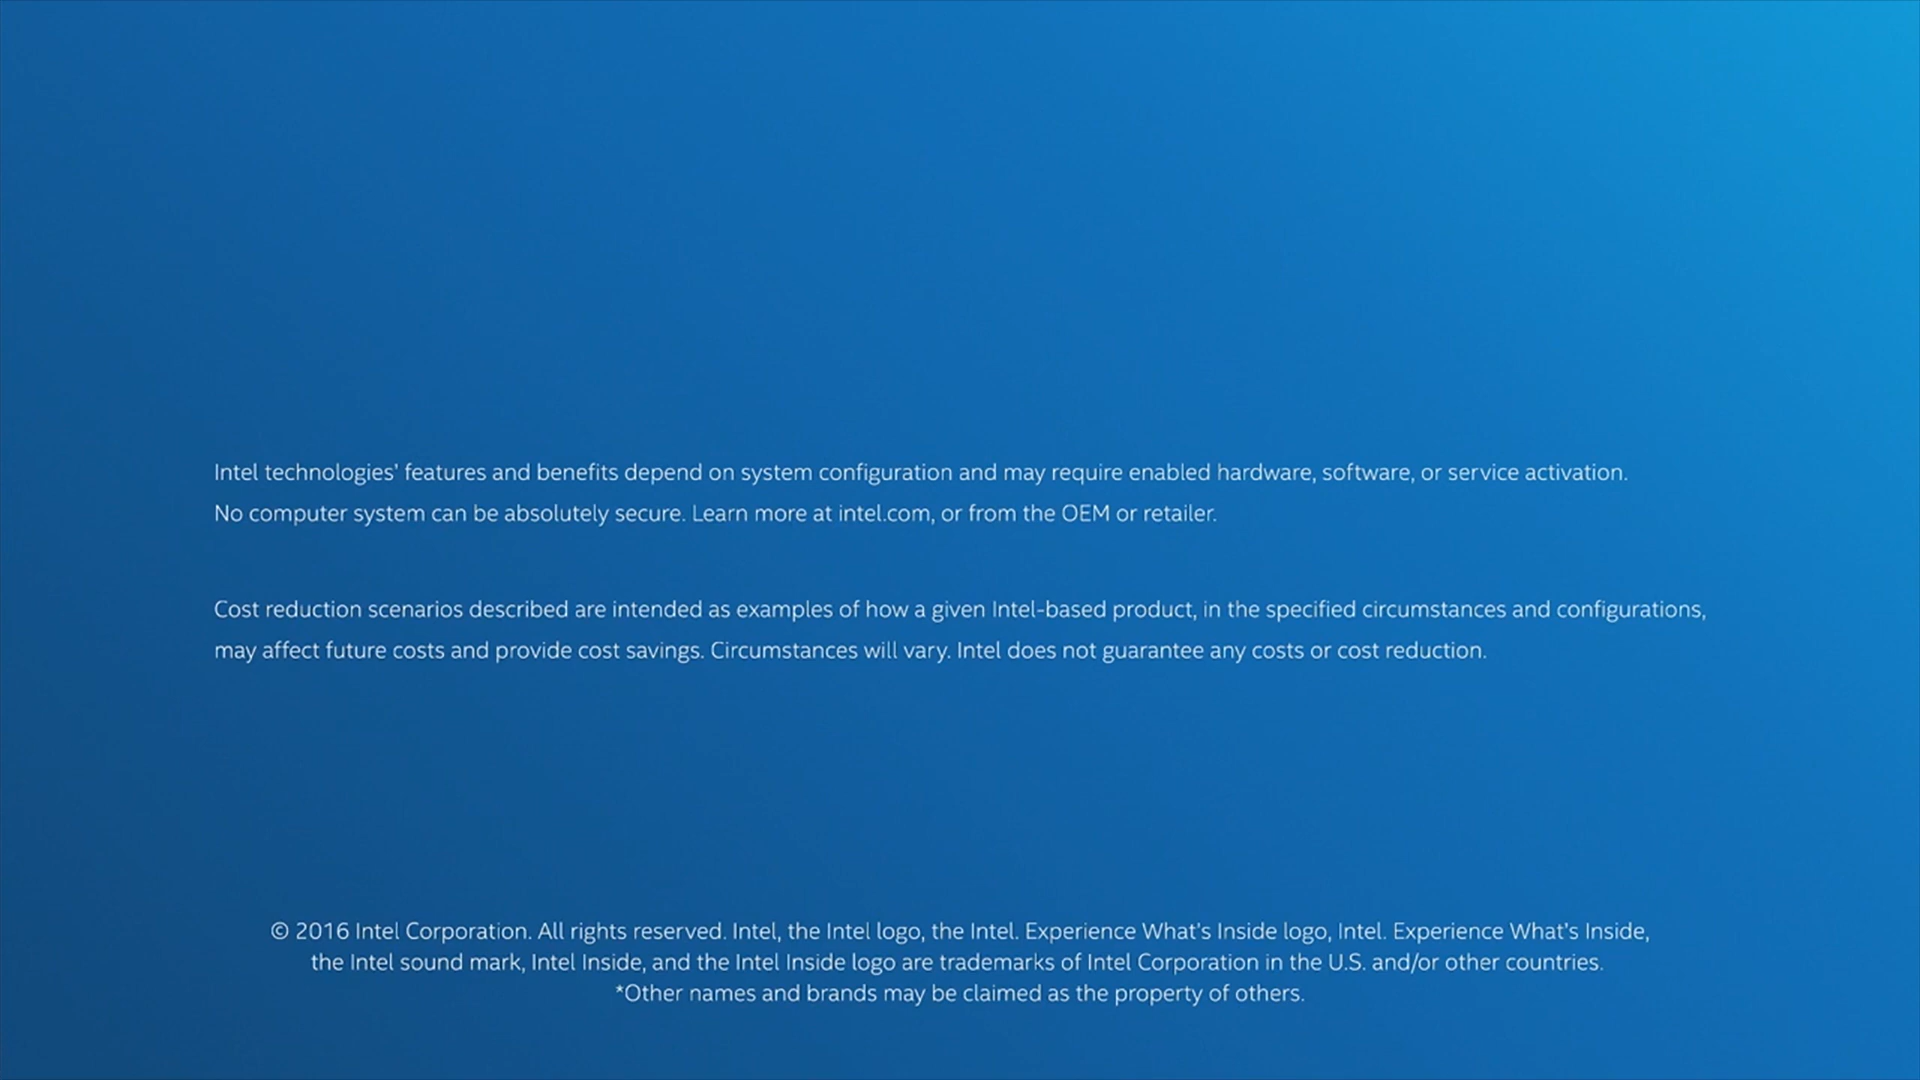 Intel technologies' features and benefits depend on system configuration and may require enabled hardware, software, or service activation.
No computer system can be absolutely secure. Learn more at intel.com, or from the OEM or retailer.
Cost reduction scenarios described are intended as examples of how a given Intel-based product, in the specified circumstances and configurations,
may affect future costs and provide cost savings. Circumstances will vary. Intel does not guarantee any costs or cost reduction.
© 2016 Intel Corporation. All rights reserved. Intel, the Intel logo, the Intel. Experience What's Inside logo, Intel. Experience What's Inside,
the Intel sound mark, Intel Inside, and the Intel Inside logo are trademarks of Intel Corporation in the U.S. and/or other countries.
*Other names and brands may be claimed as the property of others.